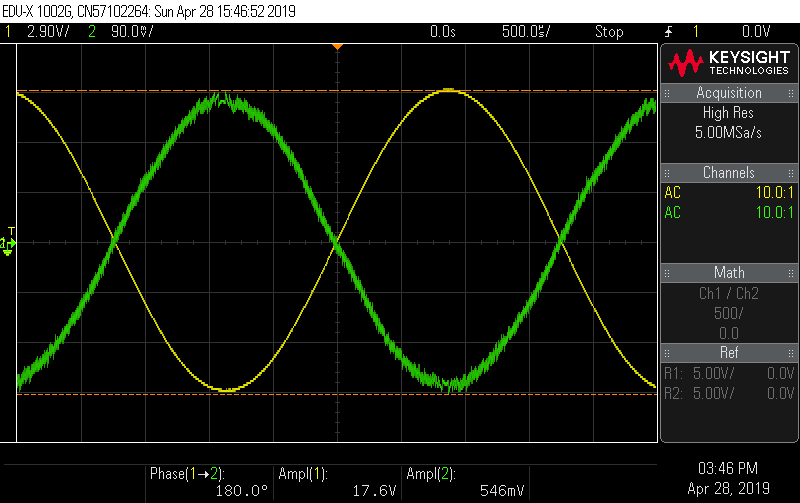 EDU-X 1002G, CN57102264: Sun Apr 28 15:46:52 2019
1 2.90V/ 2 90.0▿/ 0.0s 500.0▿/ Stop 1 0.0V
KEYSIGHT
TECHNOLOGIES
Acquisition
High Res
5.00MSa/s
Channels
AC 10.0:1
AC 10.0:1
Math
Ch1 / Ch2
500/
0.0
Ref
R1: 5.00V/ 0.0V
R2: 5.00V/ 0.0V
T
2
Phase(1→2): Ampl(1): Ampl(2):
180.0° 17.6V 546mV
03:46 PM
Apr 28, 2019